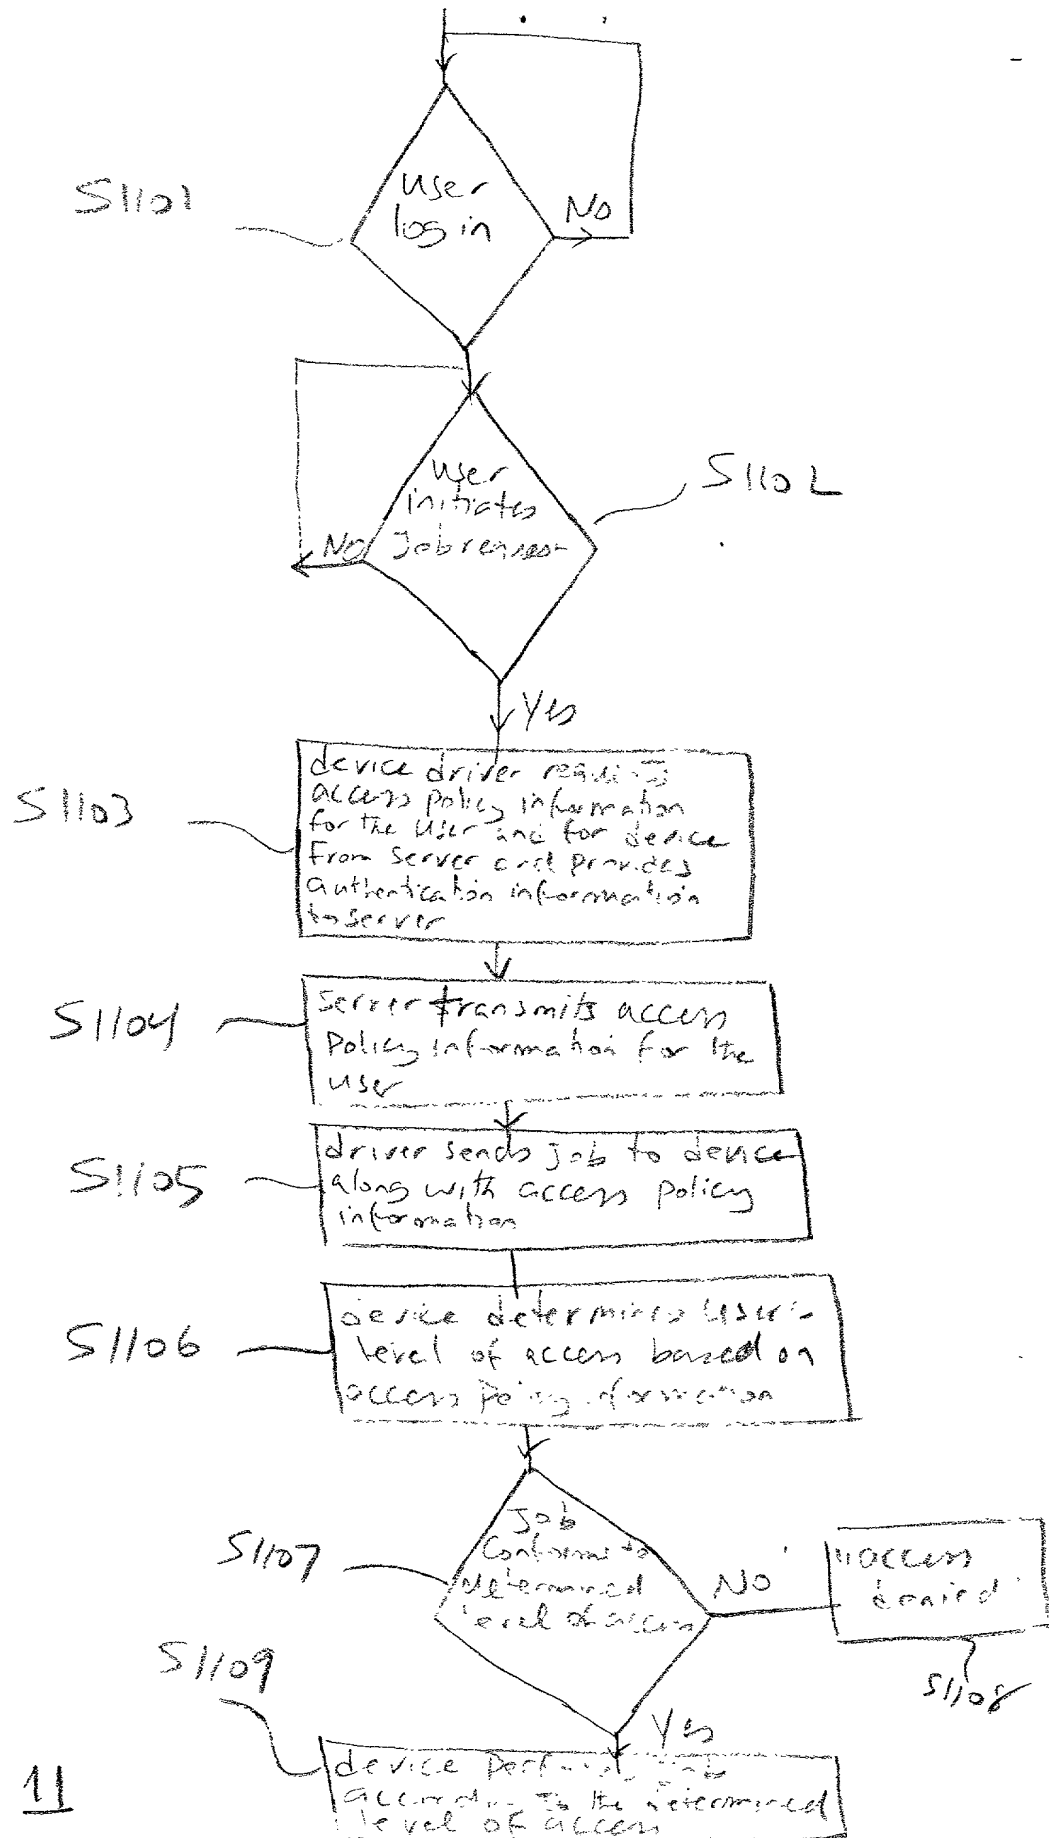 S1101
user
log in
No
user
initiates
Job request
S1102
No
Yes
S1103
device driver requests
access policy information
for the user and for device
from server and provides
authentication information
to server
S1104
server transmits access
policy information for the
user
S1105
driver sends job to device
along with access policy
information
S1106
device determines user's
level of access based on
access policy information
S1107
Job
Conforms to
determined
level of access
NO
"access
denied"
S1108
S1109
Yes
device performs job
according to the determined
level of access
11